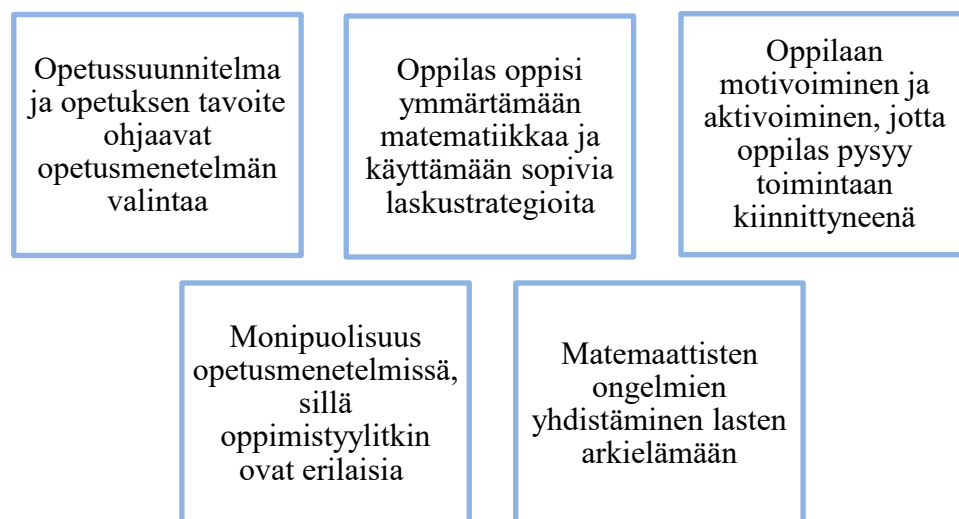 Opetussuunnitelma
ja opetuksen tavoite
ohjaavat
opetusmenetelmän
valintaa
Oppilas oppisi
ymmärtämään
matematiikkaa ja
käyttämään sopivia
laskustrategioita
Oppilaan
motivoiminen ja
aktivoiminen, jotta
oppilas pysyy
toimintaan
kiinnittyneenä
Monipuolisuus
opetusmenetelmissä,
sillä
oppimistyylitkin
ovat erilaisia
Matemaattisten
ongelmien
yhdistäminen lasten
arkielämään